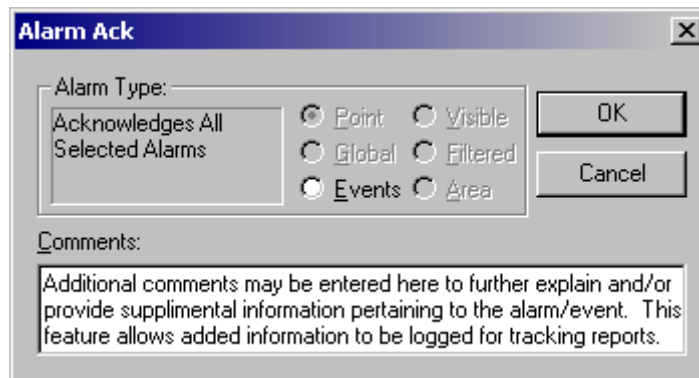 Alarm Ack
Alarm Type:
Acknowledges All
Selected Alarms
Point
Visible
Global
Filtered
Events
Area
OK
Cancel
Comments:
Additional comments may be entered here to further explain and/or
provide supplimental information pertaining to the alarm/event. This
feature allows added information to be logged for tracking reports.